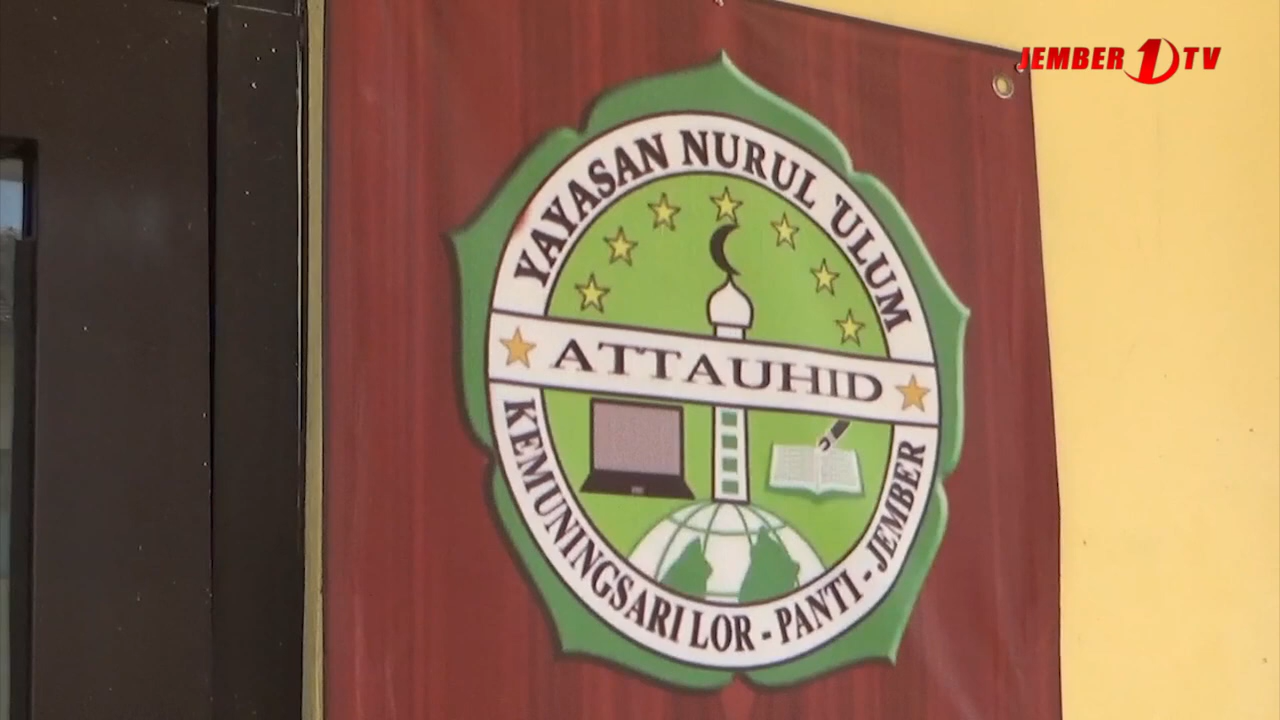 JEMBER 1 TV
YAYASAN NURUL 'ULUM
ATTAUHID
KEMUNINGSARI LOR - PANTI - JEMBER